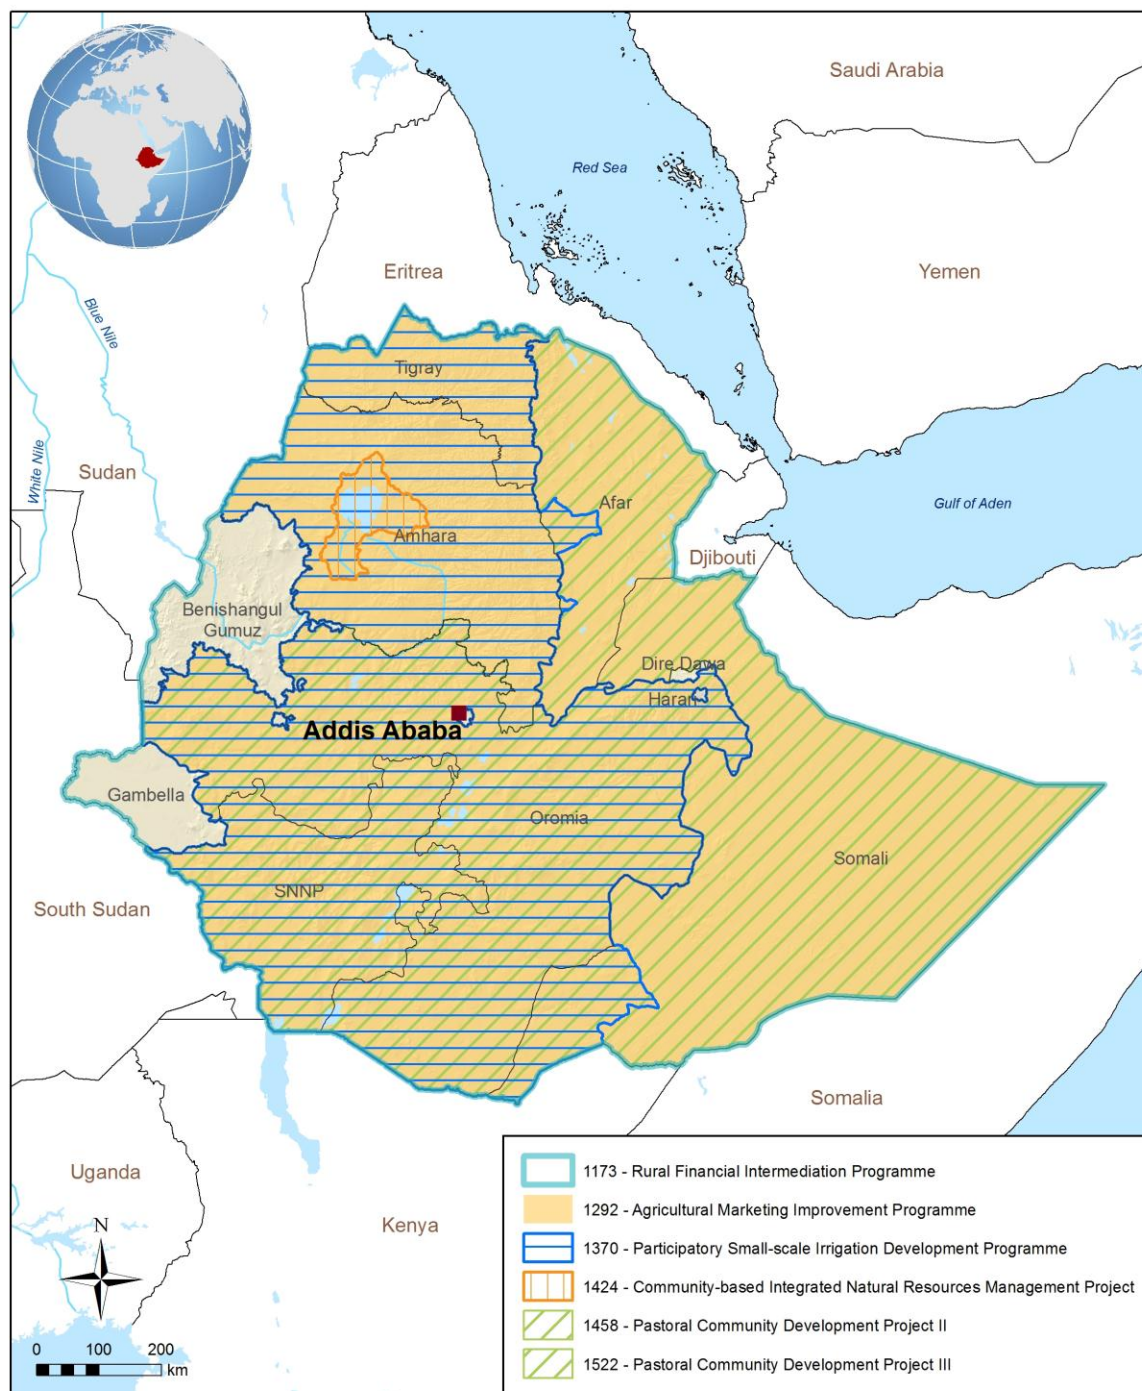 Saudi Arabia
Red Sea
Eritrea
Yemen
Blue Nile
Tigray
White Nile
Sudan
Afar
Gulf of Aden
Amhara
Djibouti
Benishangul
Gumuz
Dire Dawa
Harari
Addis Ababa
Gambella
Oromia
Somali
SNNP
South Sudan
Somalia
Uganda
Kenya
N
0 100 200
km
1173 - Rural Financial Intermediation Programme
1292 - Agricultural Marketing Improvement Programme
1370 - Participatory Small-scale Irrigation Development Programme
1424 - Community-based Integrated Natural Resources Management Project
1458 - Pastoral Community Development Project II
1522 - Pastoral Community Development Project III